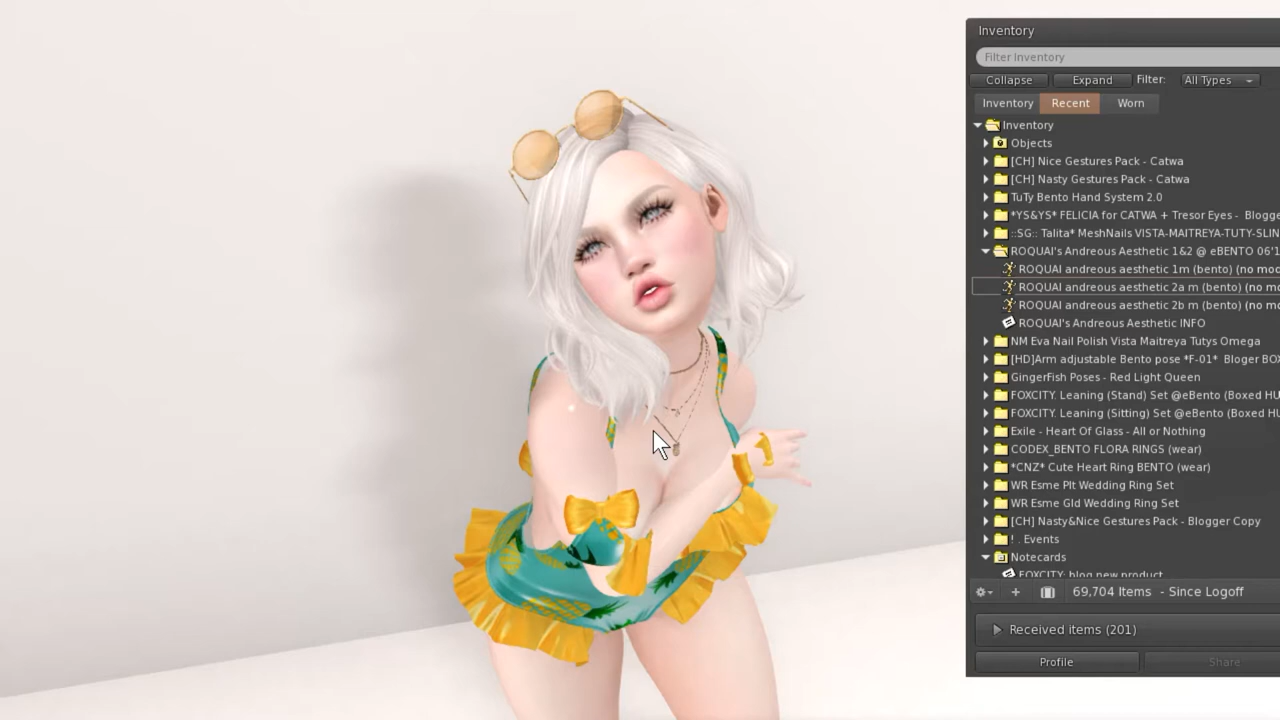 Inventory
Filter Inventory
Collapse Expand Filter: All Types
Inventory Recent Worn
Inventory
Objects
[CH] Nice Gestures Pack - Catwa
[CH] Nasty Gestures Pack - Catwa
TuTy Bento Hand System 2.0
*YS&YS* FELICIA for CATWA + Tresor Eyes - Blogge
::SG:: Talita* MeshNails VISTA-MAITREYA-TUTY-SLIN
ROQUAI's Andreous Aesthetic 1&2 @ eBENTO 06'1
ROQUAI andreous aesthetic 1m (bento) (no mod
ROQUAI andreous aesthetic 2a m (bento) (no mo
ROQUAI andreous aesthetic 2b m (bento) (no mo
ROQUAI's Andreous Aesthetic INFO
NM Eva Nail Polish Vista Maitreya Tutys Omega
[HD]Arm adjustable Bento pose *F-01* Bloger BOX
GingerFish Poses - Red Light Queen
FOXCITY. Leaning (Stand) Set @eBento (Boxed HU
FOXCITY. Leaning (Sitting) Set @eBento (Boxed HU
Exile - Heart Of Glass - All or Nothing
CODEX_BENTO FLORA RINGS (wear)
*CNZ* Cute Heart Ring BENTO (wear)
WR Esme Plt Wedding Ring Set
WR Esme Gld Wedding Ring Set
[CH] Nasty&Nice Gestures Pack - Blogger Copy
! . Events
Notecards
FOXCITY: blog new product
69,704 Items - Since Logoff
Received items (201)
Profile Share